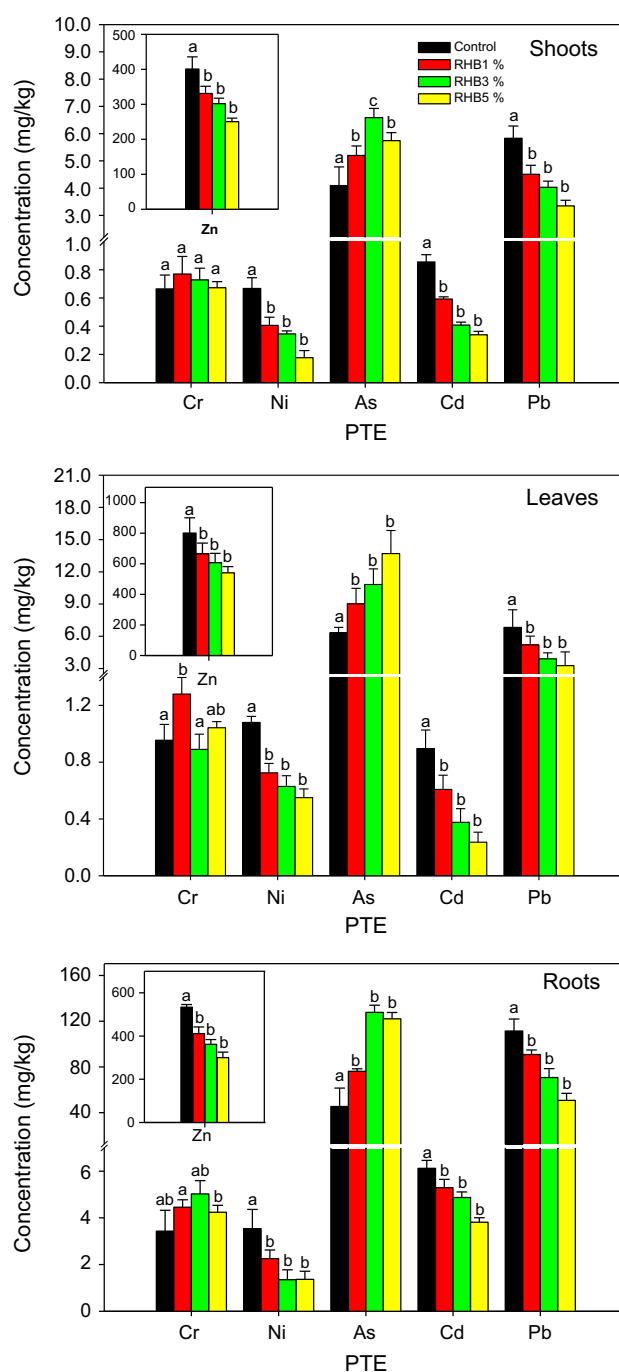 10.0
9.0
8.0
7.0
6.0
5.0
4.0
3.0
1.0
0.8
0.6
0.4
0.2
0.0
Concentration (mg/kg)
500
400
300
200
100
0
a
b
b
b
Zn
Control
RHB1 %
RHB3 %
RHB5 %
Shoots
a
a
a
a
a
b
b
b
a
b
c
b
a
b
b
b
a
b
b
b
Cr Ni As Cd Pb
PTE
21.0
18.0
15.0
12.0
9.0
6.0
3.0
1.2
0.8
0.4
0.0
Concentration (mg/kg)
1000
800
600
400
200
0
a
b
b
b
Zn
Leaves
a
b
a
ab
a
b
b
b
a
b
b
b
a
b
b
b
a
b
b
b
Cr Ni As Cd Pb
PTE
160
120
80
40
6
4
2
0
Concentration (mg/kg)
600
400
200
0
a
b
b
b
Zn
Roots
ab
a
ab
b
a
b
b
b
a
b
b
b
a
b
b
b
a
b
b
b
Cr Ni As Cd Pb
PTE